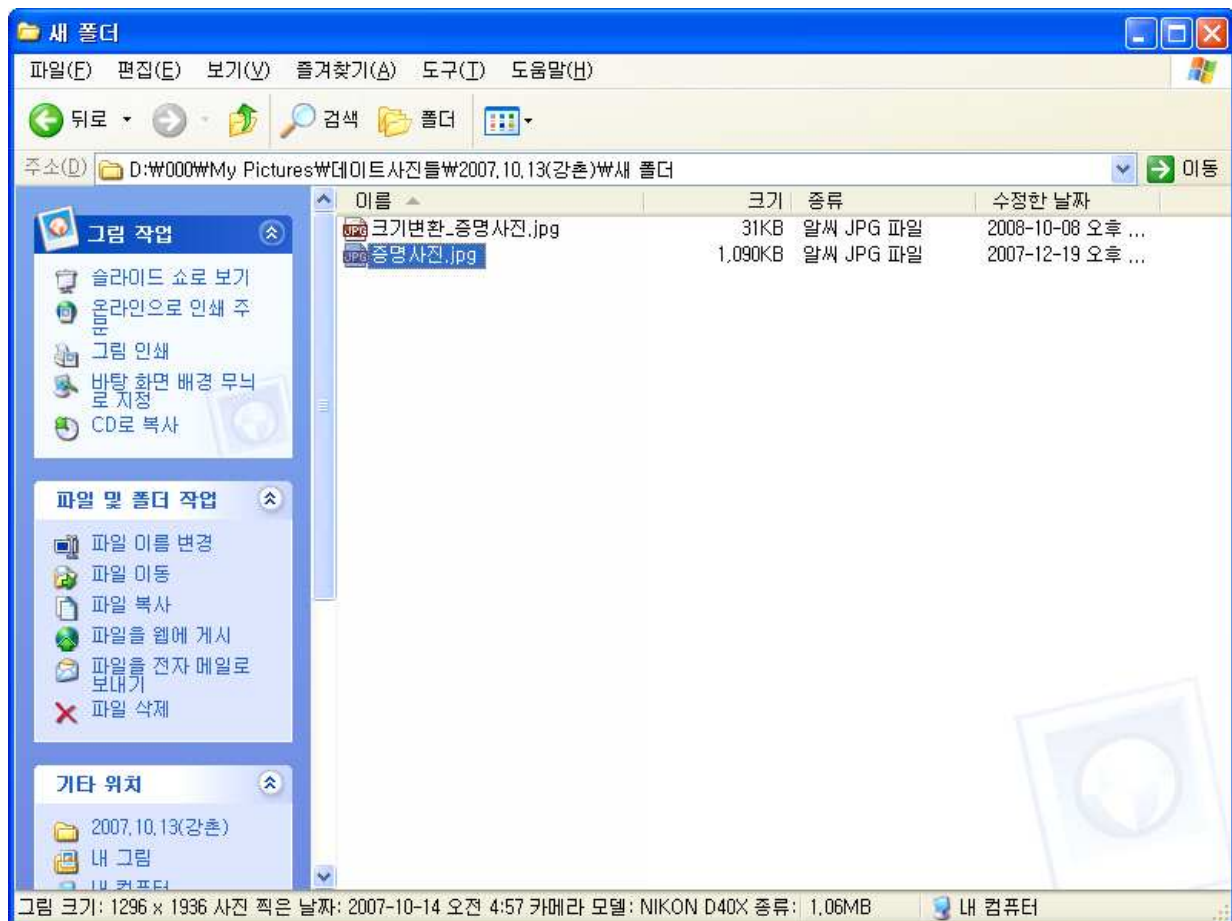 새 폴더
파일(F) 편집(E) 보기(V) 즐겨찾기(A) 도구(T) 도움말(H)
뒤로 검색 폴더
주소(D) D:₩000₩My Pictures₩데이트사진들₩2007.10.13(강촌)₩새 폴더 이동
이름 크기 종류 수정한 날짜
크기변환_증명사진.jpg 31KB 알씨 JPG 파일 2008-10-08 오후 ...
증명사진.jpg 1,090KB 알씨 JPG 파일 2007-12-19 오후 ...
그림 작업
슬라이드 쇼로 보기
온라인으로 인쇄 주
문
그림 인쇄
바탕 화면 배경 무늬
로 지정
CD로 복사
파일 및 폴더 작업
파일 이름 변경
파일 이동
파일 복사
파일을 웹에 게시
파일을 전자 메일로
보내기
파일 삭제
기타 위치
2007.10.13(강촌)
내 그림
내 컴퓨터
그림 크기: 1296 x 1936 사진 찍은 날짜: 2007-10-14 오전 4:57 카메라 모델: NIKON D40X 종류: 1.06MB 내 컴퓨터